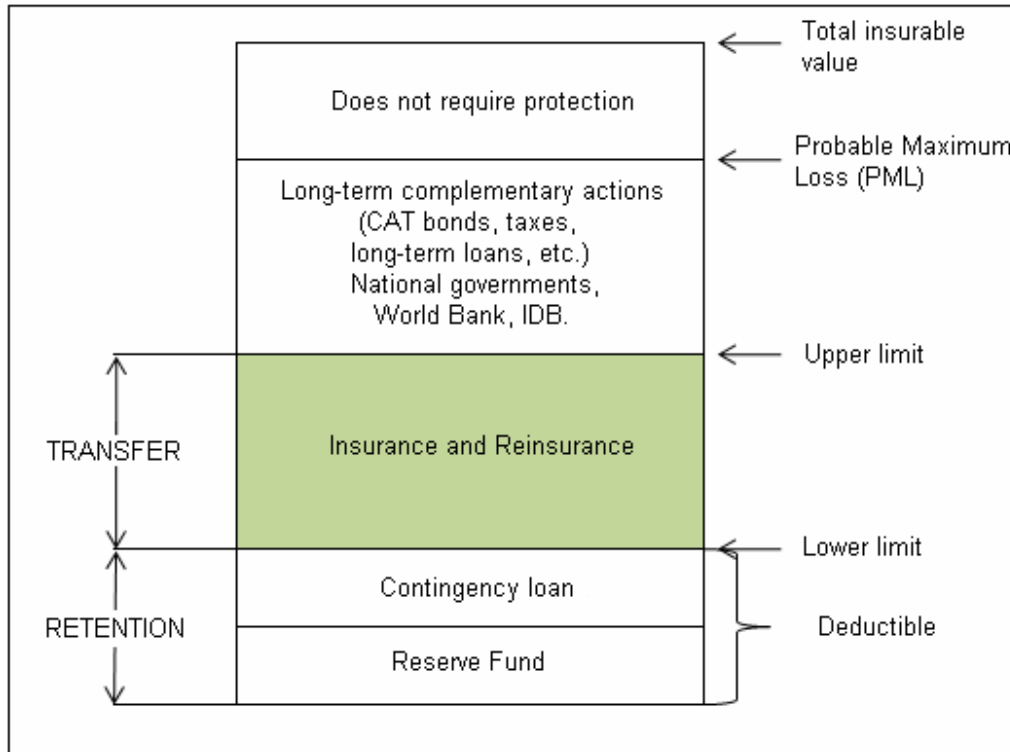 Total insurable
value
Does not require protection
Probable Maximum
Loss (PML)
Long-term complementary actions
(CAT bonds, taxes,
long-term loans, etc.)
National governments,
World Bank, IDB.
Upper limit
TRANSFER
Insurance and Reinsurance
Lower limit
Contingency loan
RETENTION
Deductible
Reserve Fund